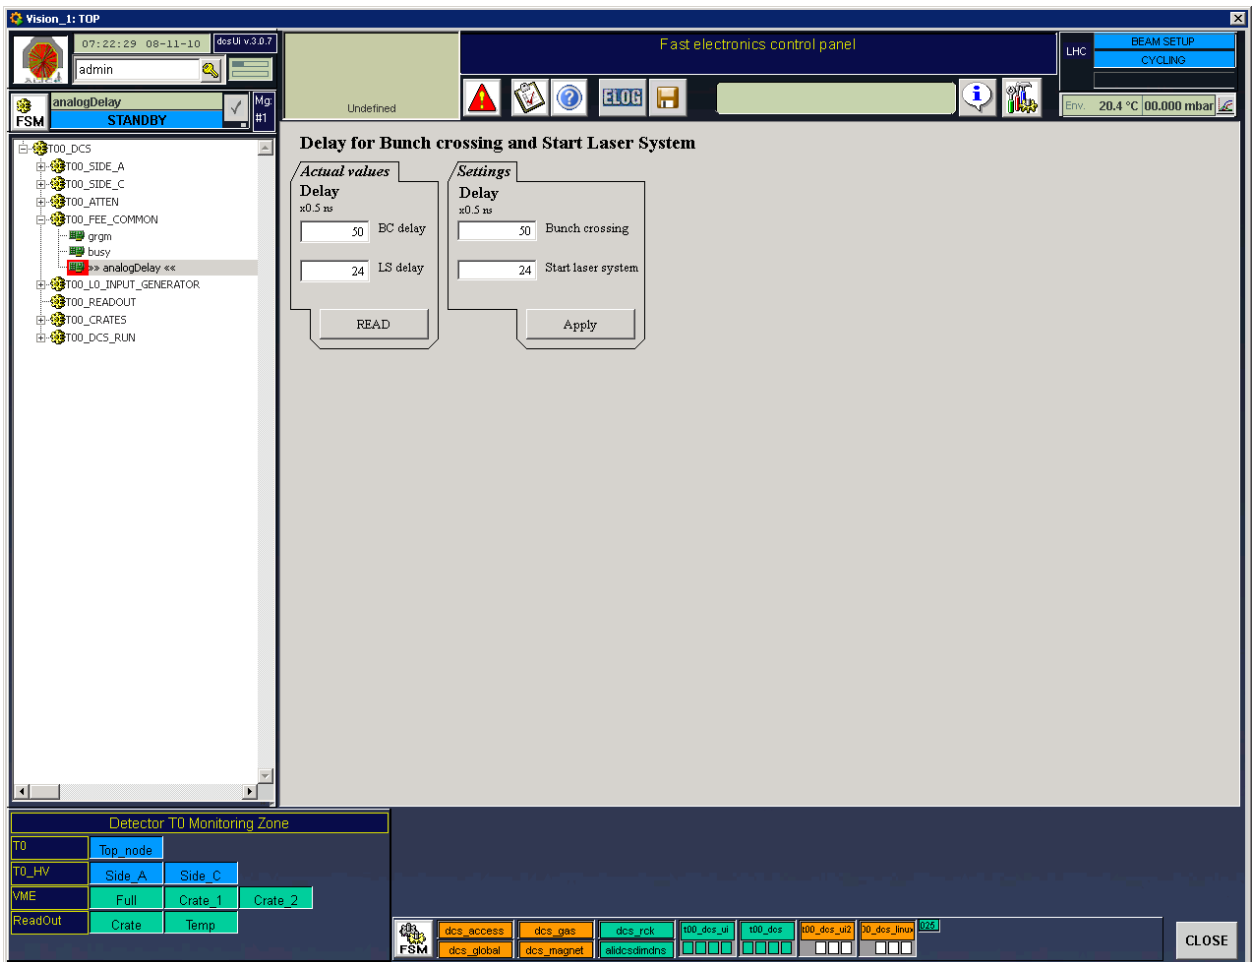 Vision_1: TOP
07:22:29 08-11-10
dcsUi v.3.0.7
admin
Fast electronics control panel
LHC
BEAM SETUP
CYCLING
analogDelay
STANDBY
FSM
Mg:
#1
Undefined
ELOG
Env. 20.4 °C 00.000 mbar
T00_DCS
T00_SIDE_A
T00_SIDE_C
T00_ATTEN
T00_FEE_COMMON
grgm
busy
»» analogDelay ««
T00_L0_INPUT_GENERATOR
T00_READOUT
T00_CRATES
T00_DCS_RUN
Delay for Bunch crossing and Start Laser System
Actual values
Delay
x0.5 ns
50 BC delay
24 LS delay
READ
Settings
Delay
x0.5 ns
50 Bunch crossing
24 Start laser system
Apply
Detector T0 Monitoring Zone
T0 Top_node
T0_HV Side_A Side_C
VME Full Crate_1 Crate_2
ReadOut Crate Temp
FSM
dcs_access dcs_gas dcs_rck t00_dcs_ui t00_dcs t00_dcs_ui2
dcs_global dcs_magnet alidcsdimdns
CLOSE